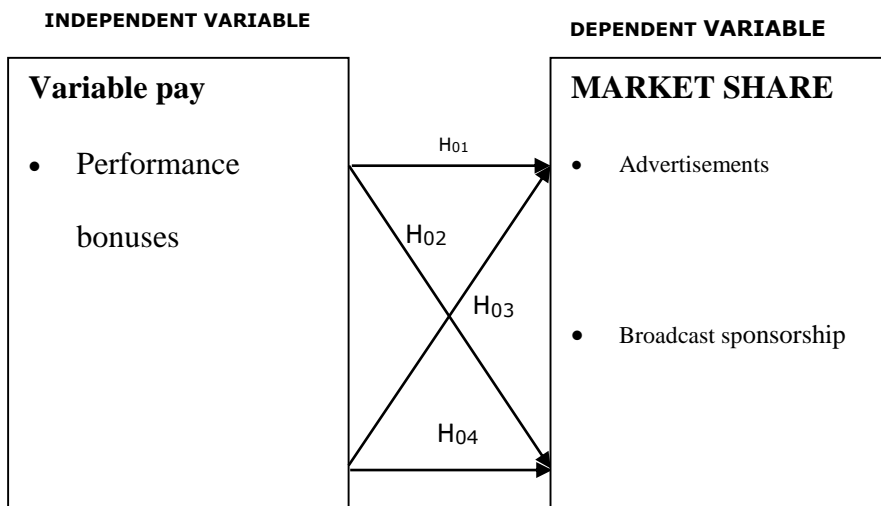 INDEPENDENT VARIABLE
DEPENDENT VARIABLE
Variable pay
• Performance
bonuses
H01
H02
H03
H04
MARKET SHARE
• Advertisements
• Broadcast sponsorship